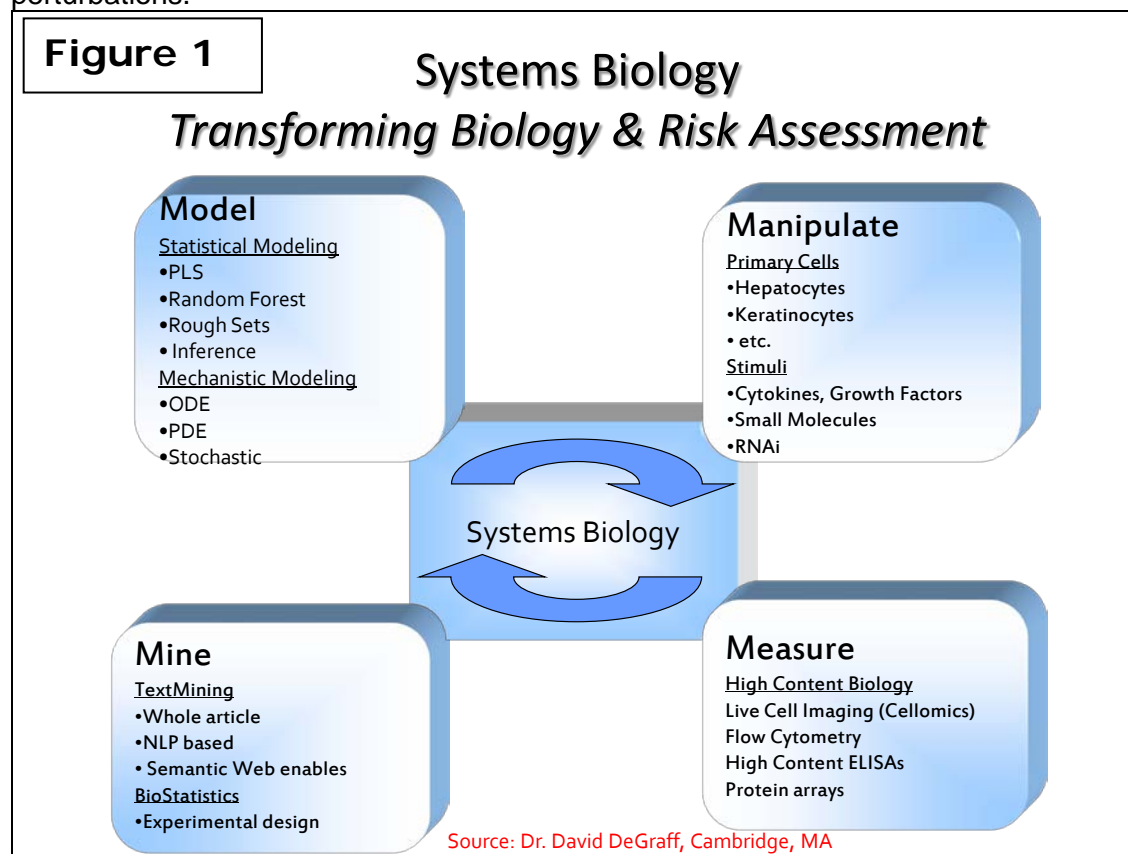 perturbations.
Figure 1
Systems Biology
Transforming Biology & Risk Assessment
Model
Statistical Modeling
•PLS
•Random Forest
•Rough Sets
• Inference
Mechanistic Modeling
•ODE
•PDE
•Stochastic
Manipulate
Primary Cells
•Hepatocytes
•Keratinocytes
• etc.
Stimuli
•Cytokines, Growth Factors
•Small Molecules
•RNAi
Systems Biology
Mine
TextMining
•Whole article
•NLP based
• Semantic Web enables
BioStatistics
•Experimental design
Measure
High Content Biology
Live Cell Imaging (Cellomics)
Flow Cytometry
High Content ELISAs
Protein arrays
Source: Dr. David DeGraff, Cambridge, MA